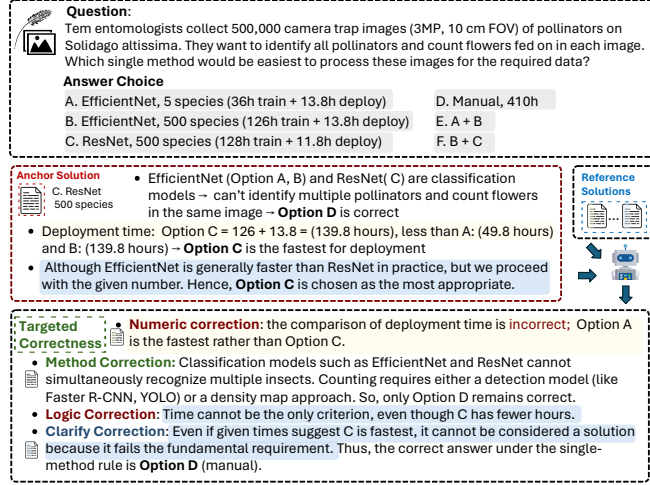 Question:
Tem entomologists collect 500,000 camera trap images (3MP, 10 cm FOV) of pollinators on
Solidago altissima. They want to identify all pollinators and count flowers fed on in each image.
Which single method would be easiest to process these images for the required data?
Answer Choice
A. EfficientNet, 5 species (36h train + 13.8h deploy)
B. EfficientNet, 500 species (126h train + 13.8h deploy)
C. ResNet, 500 species (128h train + 11.8h deploy)
D. Manual, 410h
E. A + B
F. B + C
Anchor Solution
C. ResNet
500 species
• EfficientNet (Option A, B) and ResNet( C) are classification
models→ can't identify multiple pollinators and count flowers
in the same image→ Option D is correct
• Deployment time: Option C = 126 + 13.8 = (139.8 hours), less than A: (49.8 hours)
and B: (139.8 hours)→ Option C is the fastest for deployment
• Although EfficientNet is generally faster than ResNet in practice, but we proceed
with the given number. Hence, Option C is chosen as the most appropriate.
Reference
Solutions
...
Targeted
Correctness
• Numeric correction: the comparison of deployment time is incorrect; Option A
is the fastest rather than Option C.
• Method Correction: Classification models such as EfficientNet and ResNet cannot
simultaneously recognize multiple insects. Counting requires either a detection model (like
Faster R-CNN, YOLO) or a density map approach. So, only Option D remains correct.
• Logic Correction: Time cannot be the only criterion, even though C has fewer hours.
• Clarify Correction: Even if given times suggest C is fastest, it cannot be considered a solution
because it fails the fundamental requirement. Thus, the correct answer under the single-
method rule is Option D (manual).